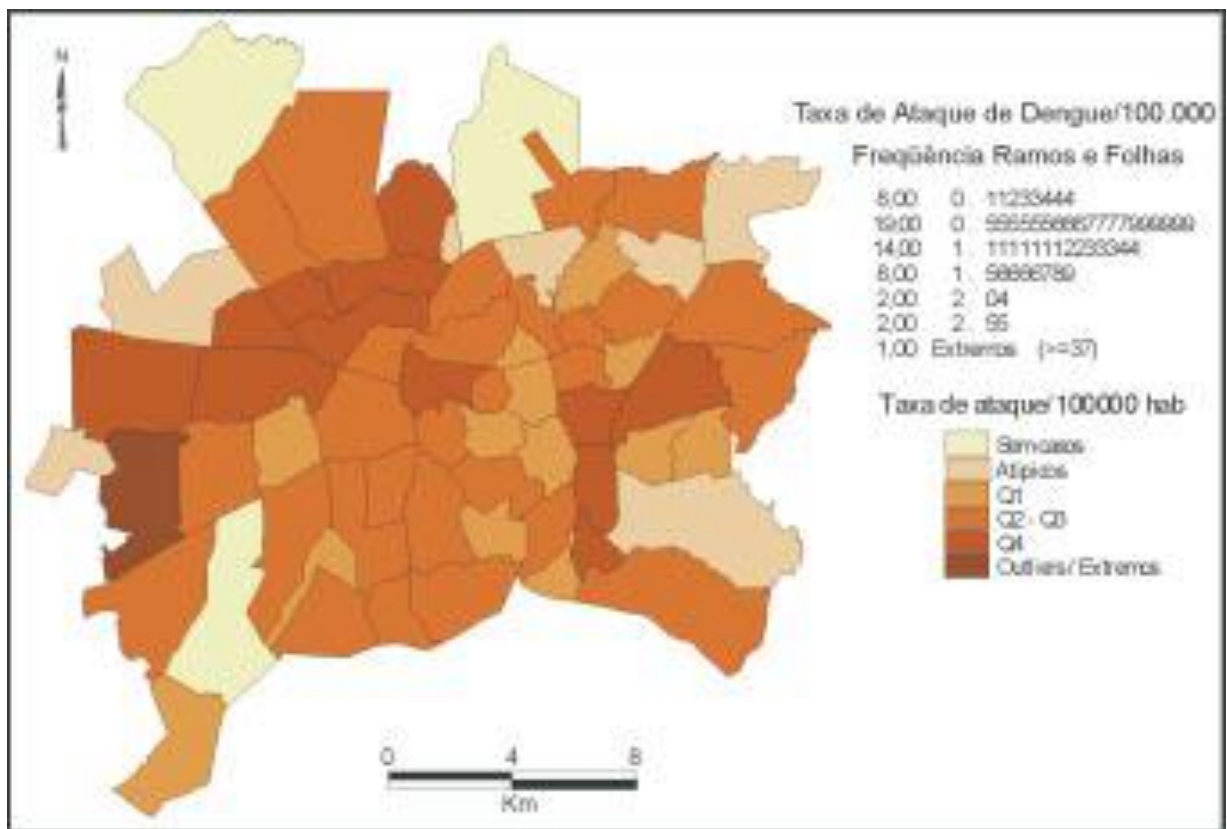 N
Taxa de Ataque de Dengue/100.000
Freqüência Ramos e Folhas
8,00 0 . 11233444
19,00 0 .
14,00 1 . 11111112233344
8,00 1 . 56666789
2,00 2 . 04
2,00 2 . 55
1,00 Extremos (>=37)
Taxa de ataque/100000 hab
Sem casos
Atípicos
Q1
Q2 - Q3
Q4
Outliers / Extremos
0 4 8
Km